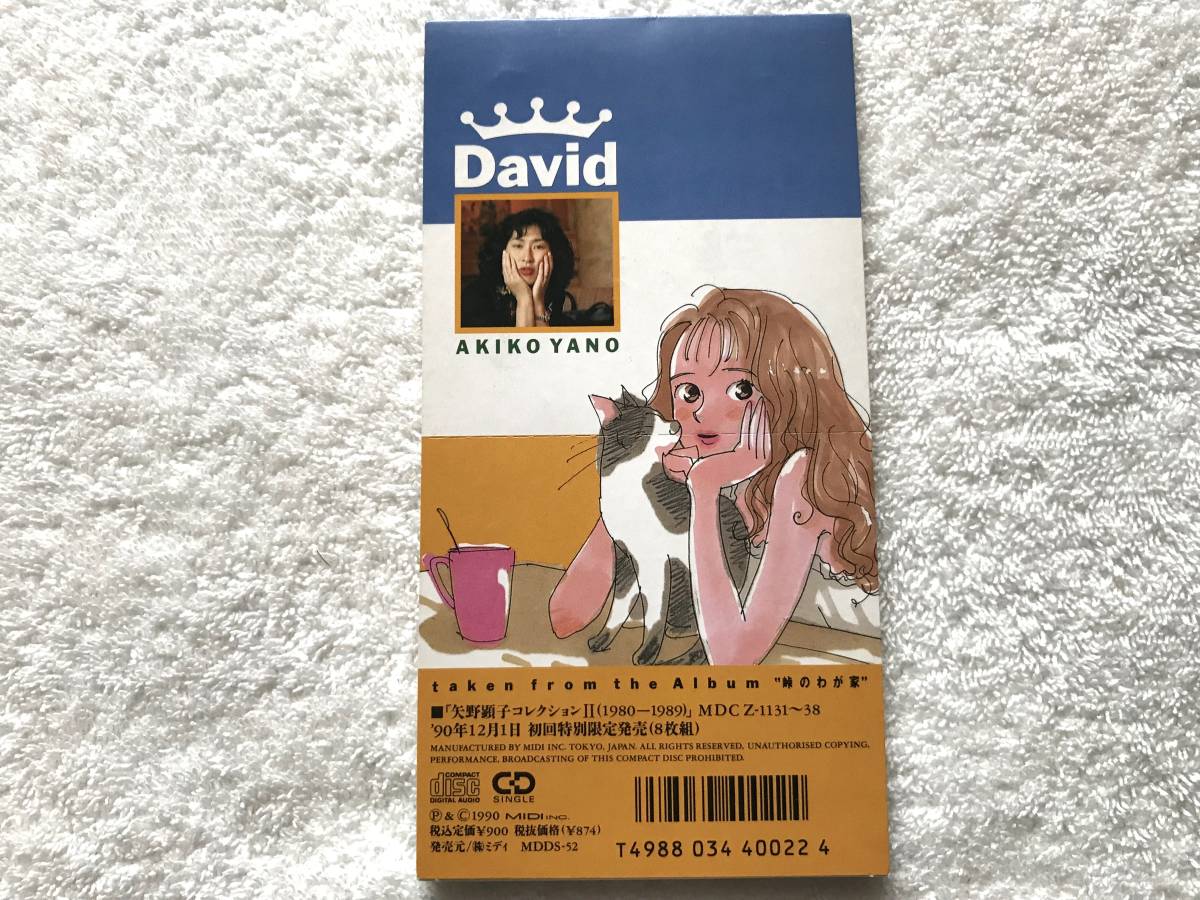 David
AKIKO YANO
taken from the Album "峠のわが家"
■「矢野顕子コレクションII(1980—1989)」MDCZ-1131〜38
'90年12月1日 初回特別限定発売(8枚組)
MANUFACTURED BY MIDI INC. TOKYO, JAPAN. ALL RIGHTS RESERVED. UNAUTHORISED COPYING,
PERFORMANCE, BROADCASTING OF THIS COMPACT DISC PROHIBITED.
COMPACT
disc
DIGITAL AUDIO
CD
SINGLE
Ⓟ & Ⓒ 1990 MIDI INC.
税込定価¥900 税抜価格(¥874)
発売元/㈱ミディ MDDS-52
T4988 034 40022 4